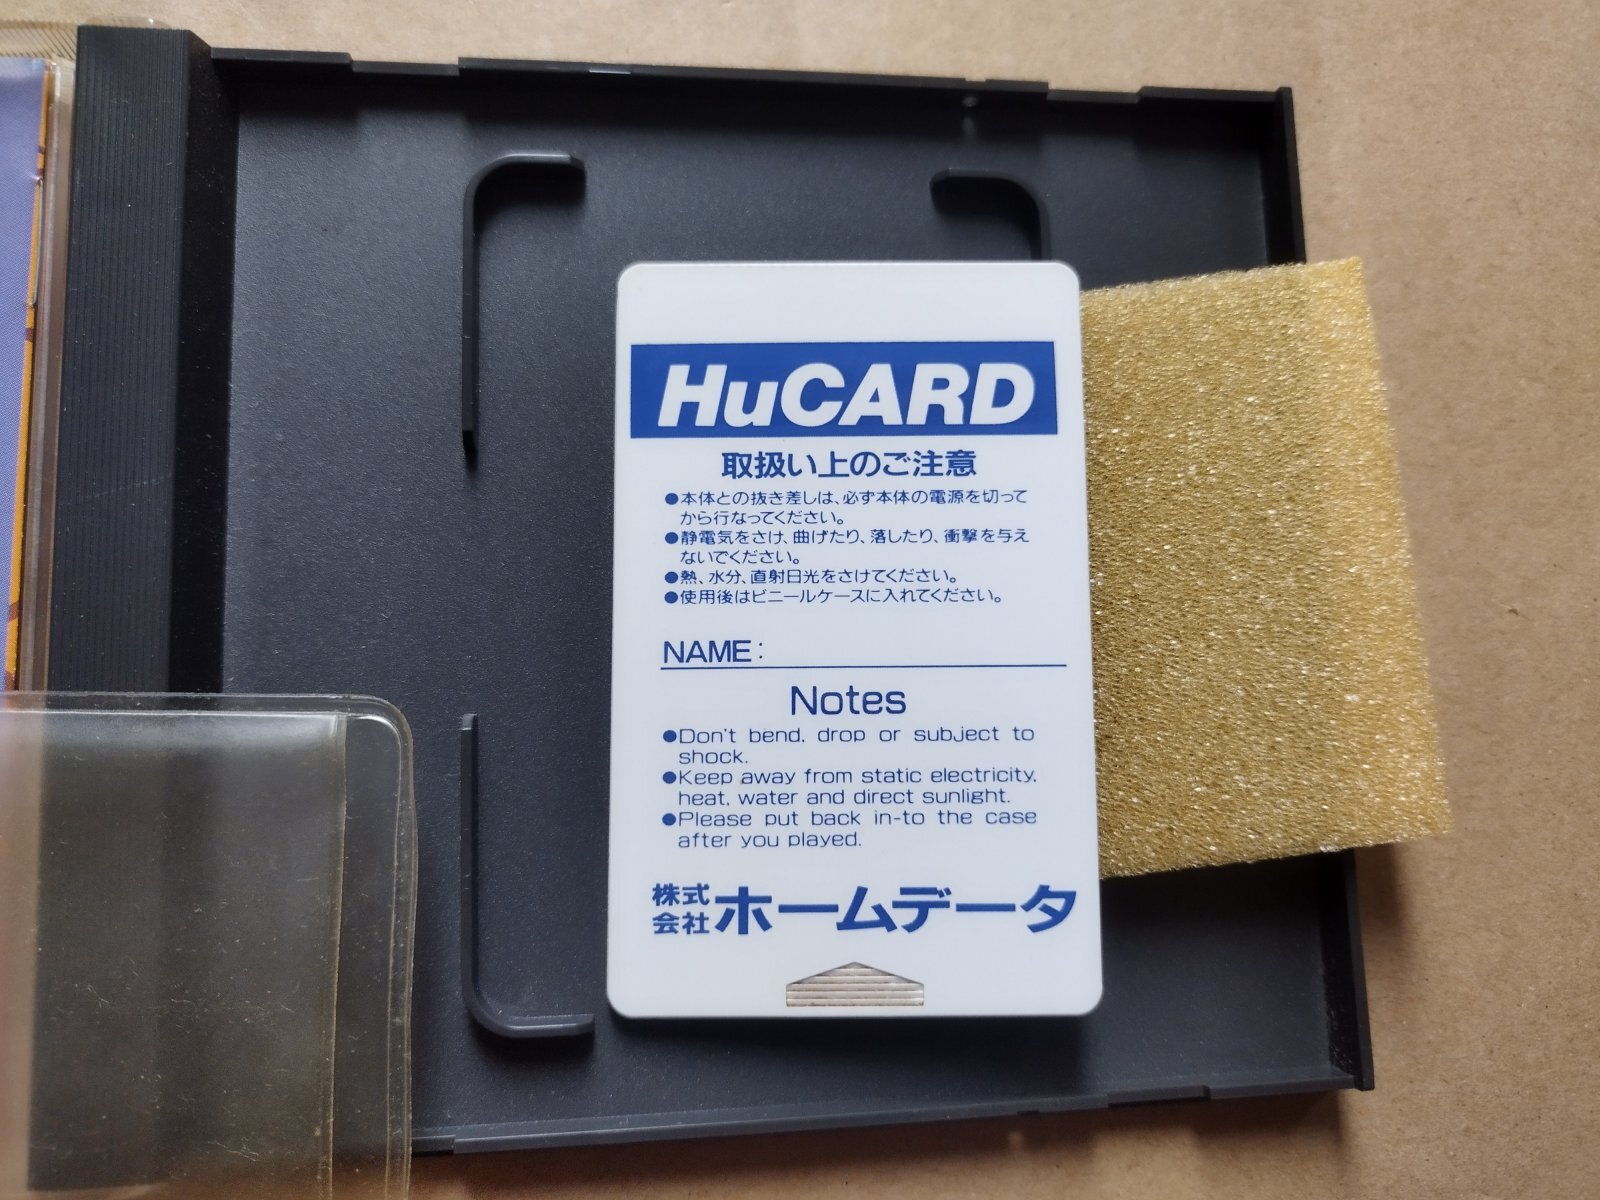 HuCARD
取扱い上のご注意
●本体との抜き差しは、必ず本体の電源を切って
から行なってください。
●静電気をさけ、曲げたり、落したり、衝撃を与え
ないでください。
●熱、水分、直射日光をさけてください。
●使用後はビニールケースに入れてください。
NAME:
Notes
●Don't bend, drop or subject to
shock.
●Keep away from static electricity,
heat, water and direct sunlight.
●Please put back in-to the case
after you played.
株式会社ホームデータ